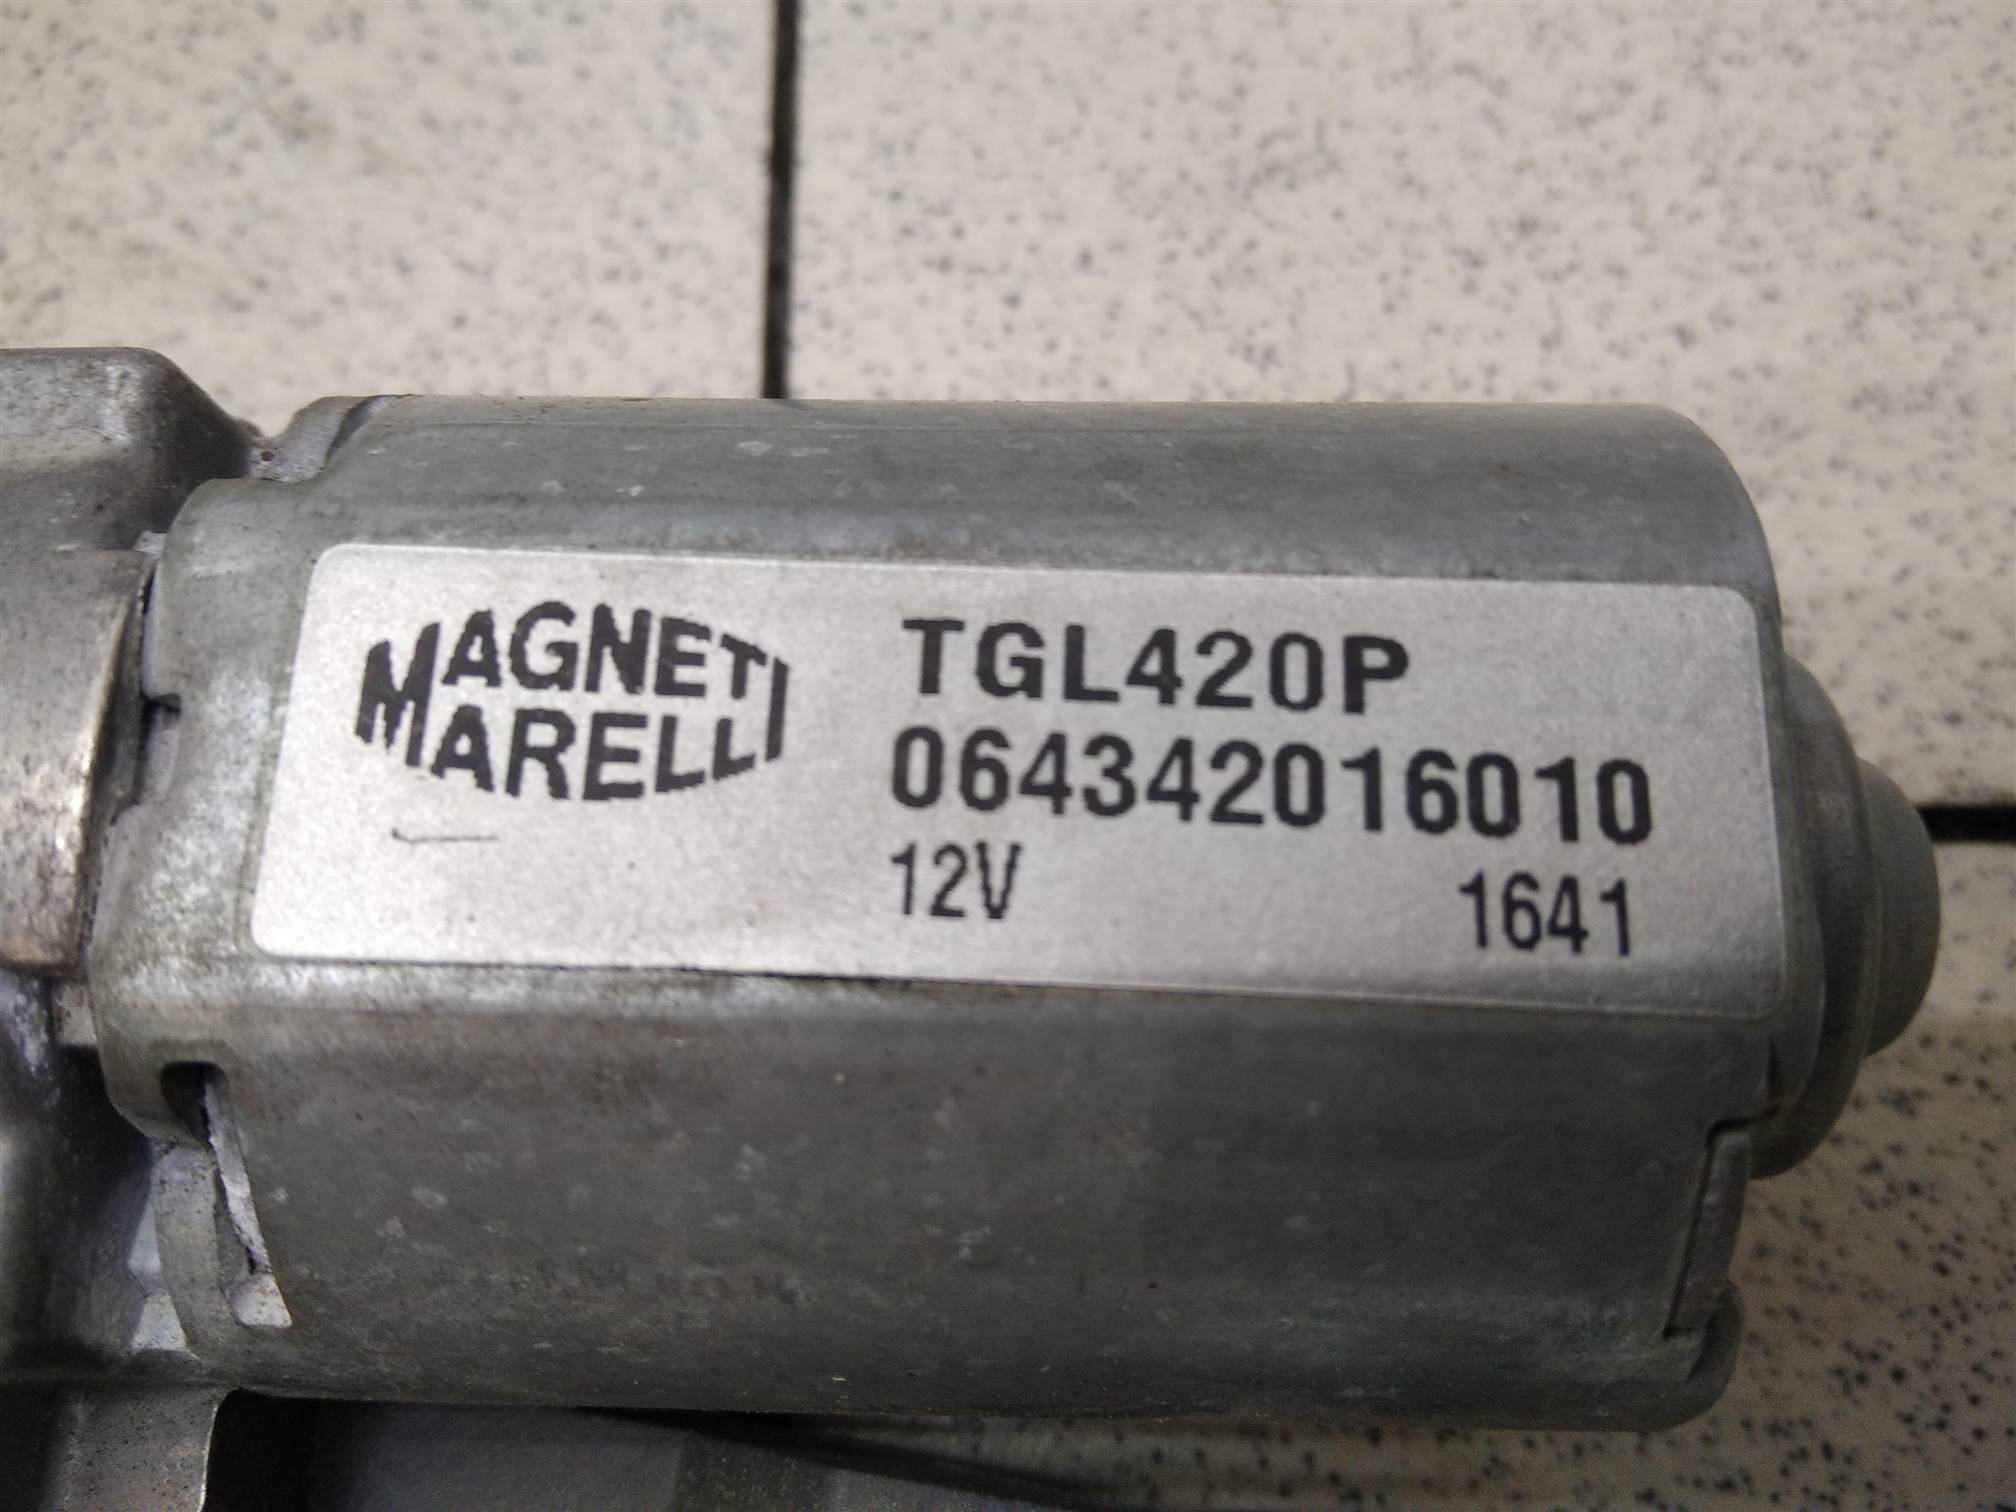 MAGNETI
MARELLI
TGL420P
064342016010
12V
1641